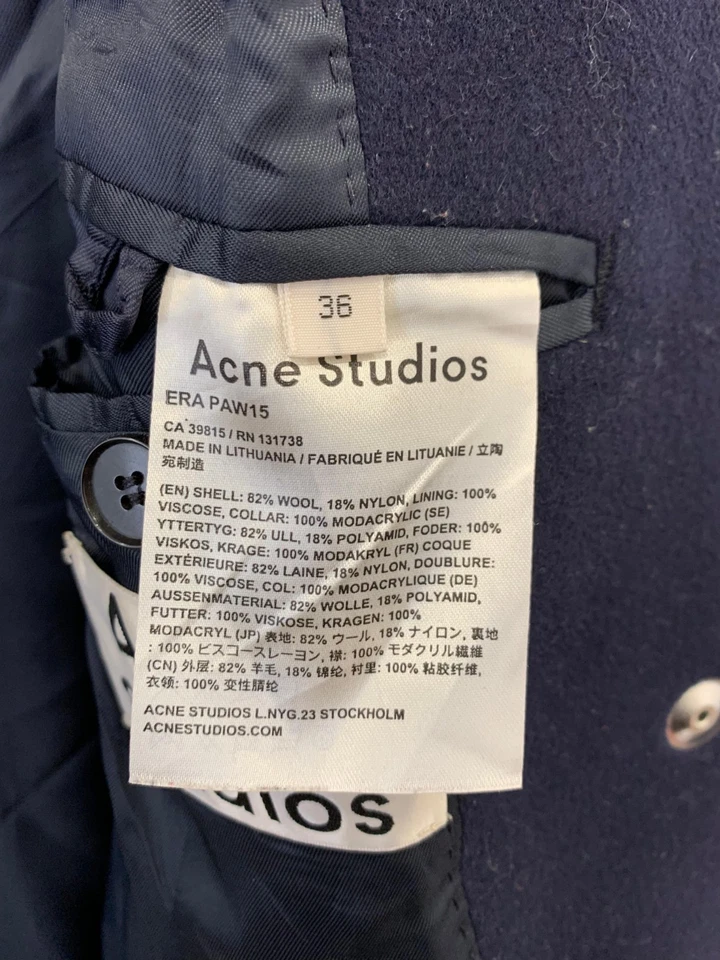 36
Acne Studios
ERA PAW15
CA 39815 / RN 131738
MADE IN LITHUANIA / FABRIQUÉ EN LITUANIE / 立陶
宛制造
(EN) SHELL: 82% WOOL, 18% NYLON, LINING: 100%
VISCOSE, COLLAR: 100% MODACRYLIC (SE)
YTTERTYG: 82% ULL, 18% POLYAMID, FODER: 100%
VISKOS, KRAGE: 100% MODAKRYL (FR) COQUE
EXTÉRIEURE: 82% LAINE, 18% NYLON, DOUBLURE:
100% VISCOSE, COL: 100% MODACRYLIQUE (DE)
AUSSENMATERIAL: 82% WOLLE, 18% POLYAMID,
FUTTER: 100% VISKOSE, KRAGEN: 100%
MODACRYL (JP) 表地: 82% ウール, 18% ナイロン, 裏地
: 100% ビスコースレーヨン, 襟: 100% モダクリル繊維
(CN) 外层: 82% 羊毛, 18% 锦纶, 衬里: 100% 粘胶纤维,
衣领: 100% 变性腈纶
ACNE STUDIOS L.NYG.23 STOCKHOLM
ACNESTUDIOS.COM